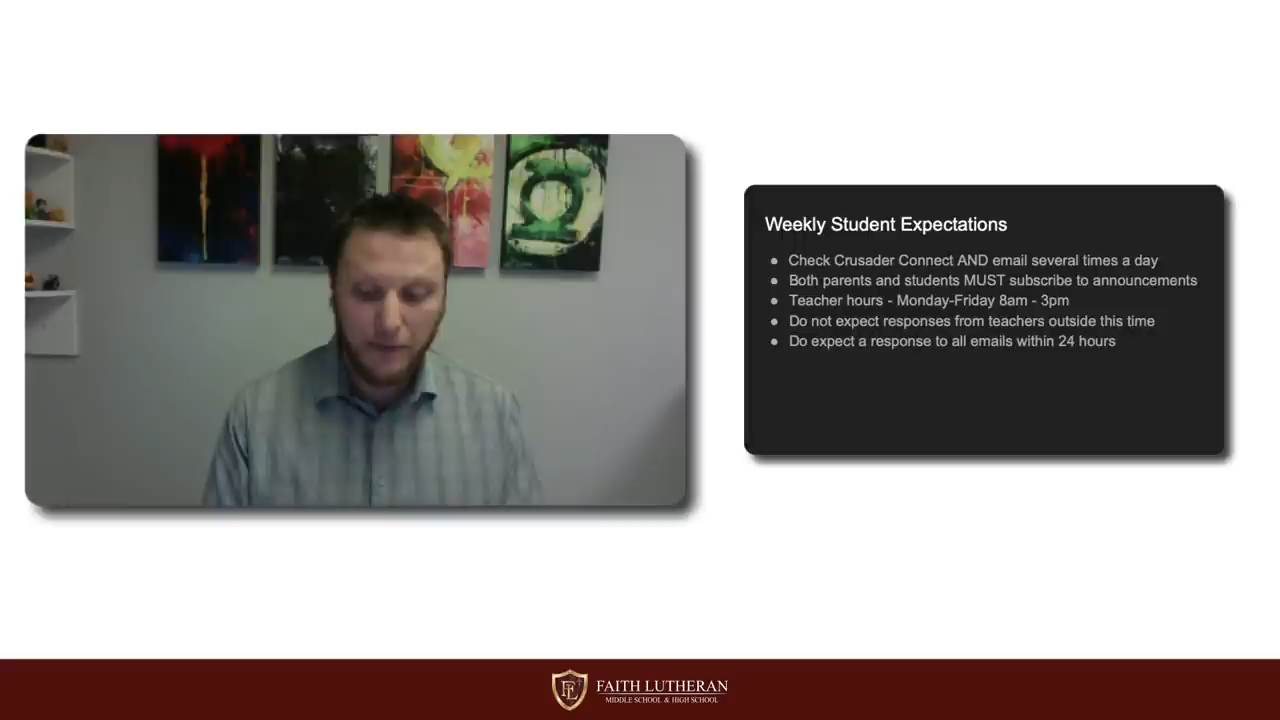 Weekly Student Expectations
● Check Crusader Connect AND email several times a day
● Both parents and students MUST subscribe to announcements
● Teacher hours - Monday-Friday 8am - 3pm
● Do not expect responses from teachers outside this time
● Do expect a response to all emails within 24 hours
FL
FAITH LUTHERAN
MIDDLE SCHOOL & HIGH SCHOOL